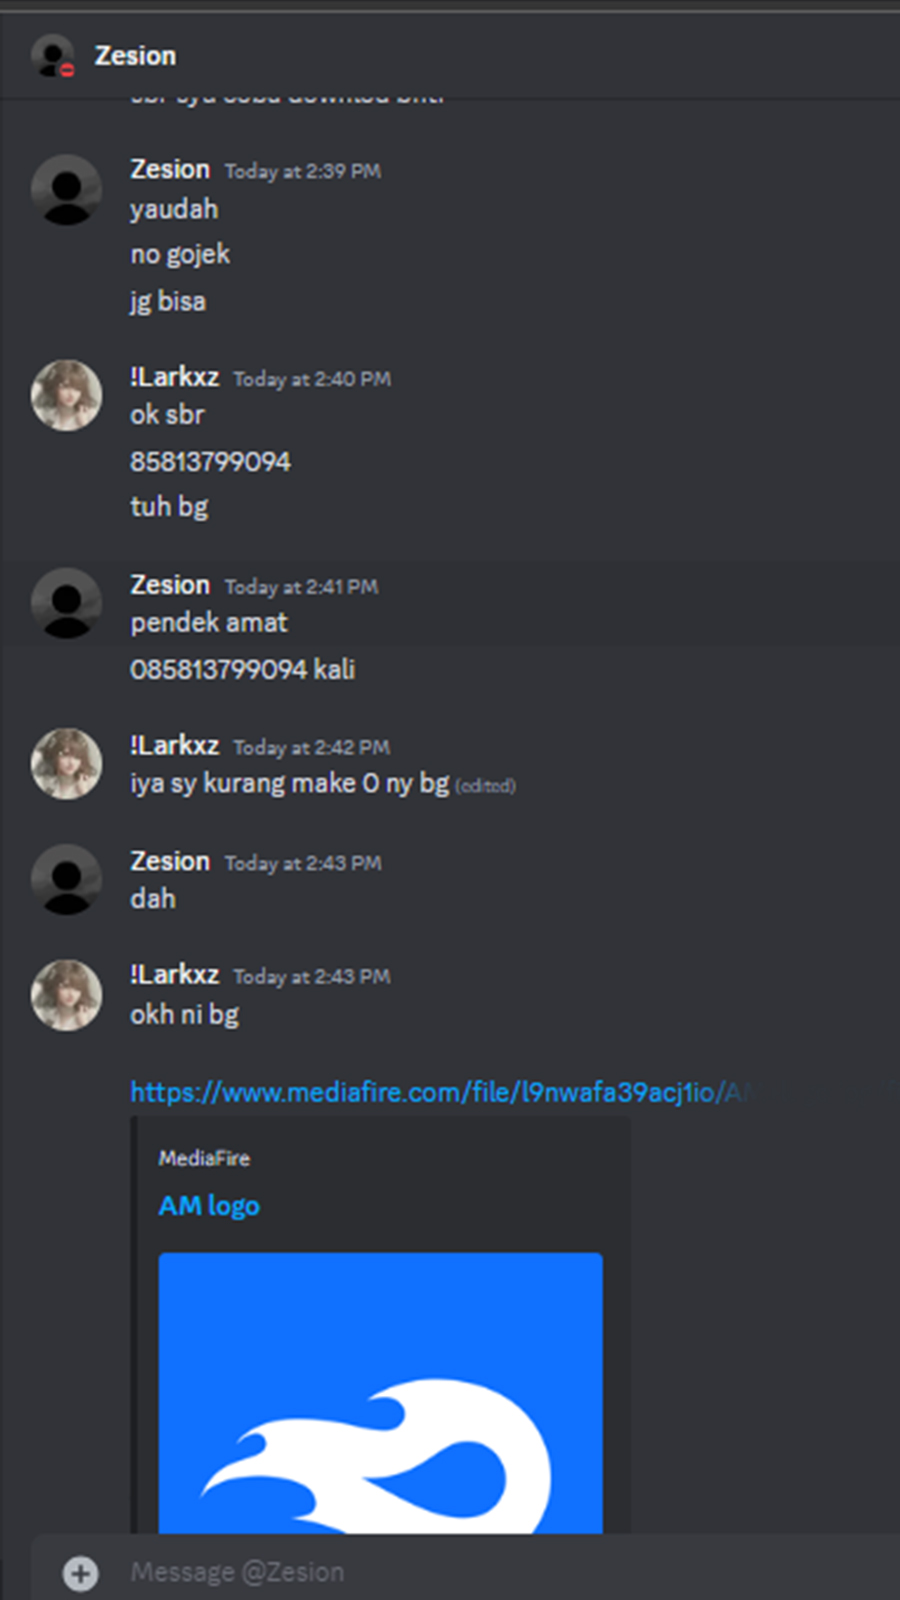 Zesion
Zesion Today at 2:39 PM
yaudah
no gojek
jg bisa
!Larkxz Today at 2:40 PM
ok sbr
85813799094
tuh bg
Zesion Today at 2:41 PM
pendek amat
085813799094 kali
!Larkxz Today at 2:42 PM
iya sy kurang make 0 ny bg (edited)
Zesion Today at 2:43 PM
dah
!Larkxz Today at 2:43 PM
okh ni bg
https://www.mediafire.com/file/l9nwafa39acj1io/AM
MediaFire
AM logo
Message @Zesion